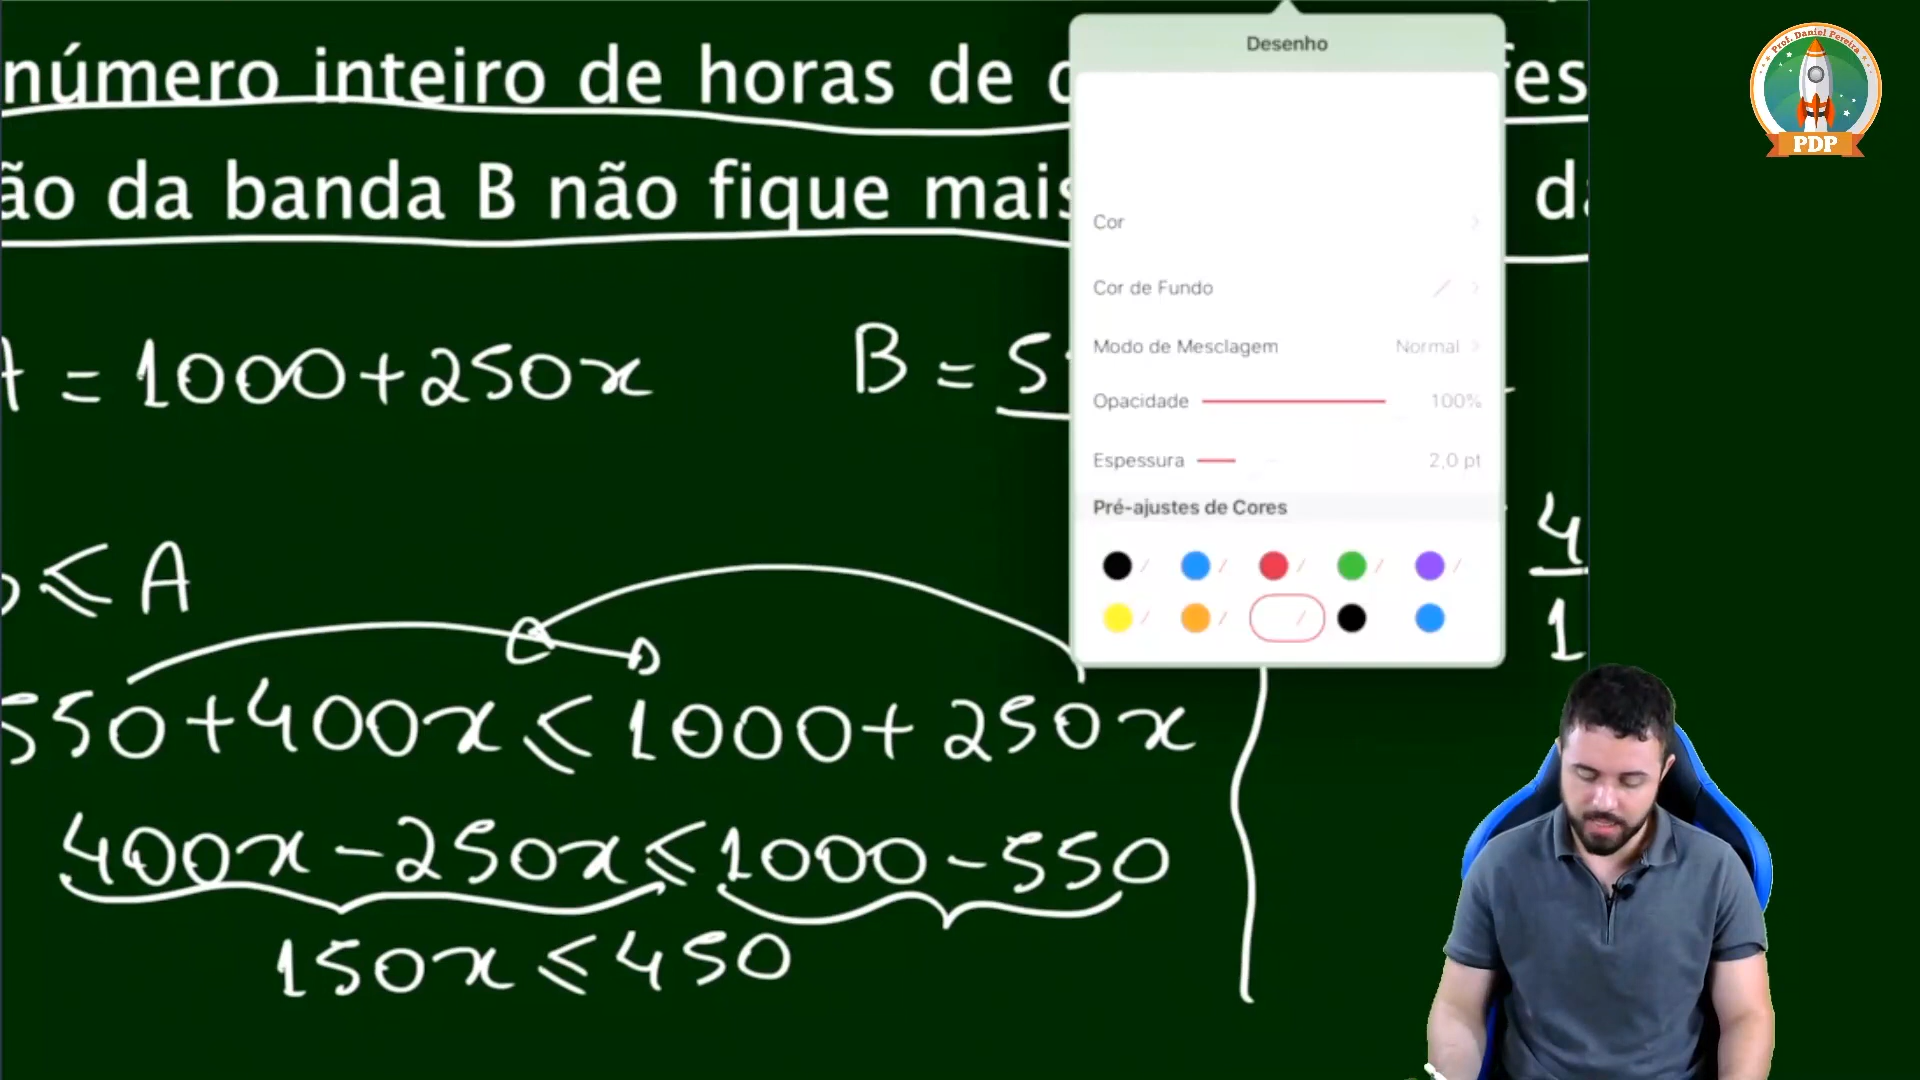 número inteiro de horas de
ão da banda B não fique mais
A = 1000+250x
B = 5
≤ A
550+400x ≤ 1000+250x
400x-250x ≤ 1000-550
150x ≤ 450
4
1
Desenho
Cor
Cor de Fundo
Modo de Mesclagem Normal
Opacidade 100%
Espessura 2,0 pt
Pré-ajustes de Cores
Prof. Daniel Pereira
PDP